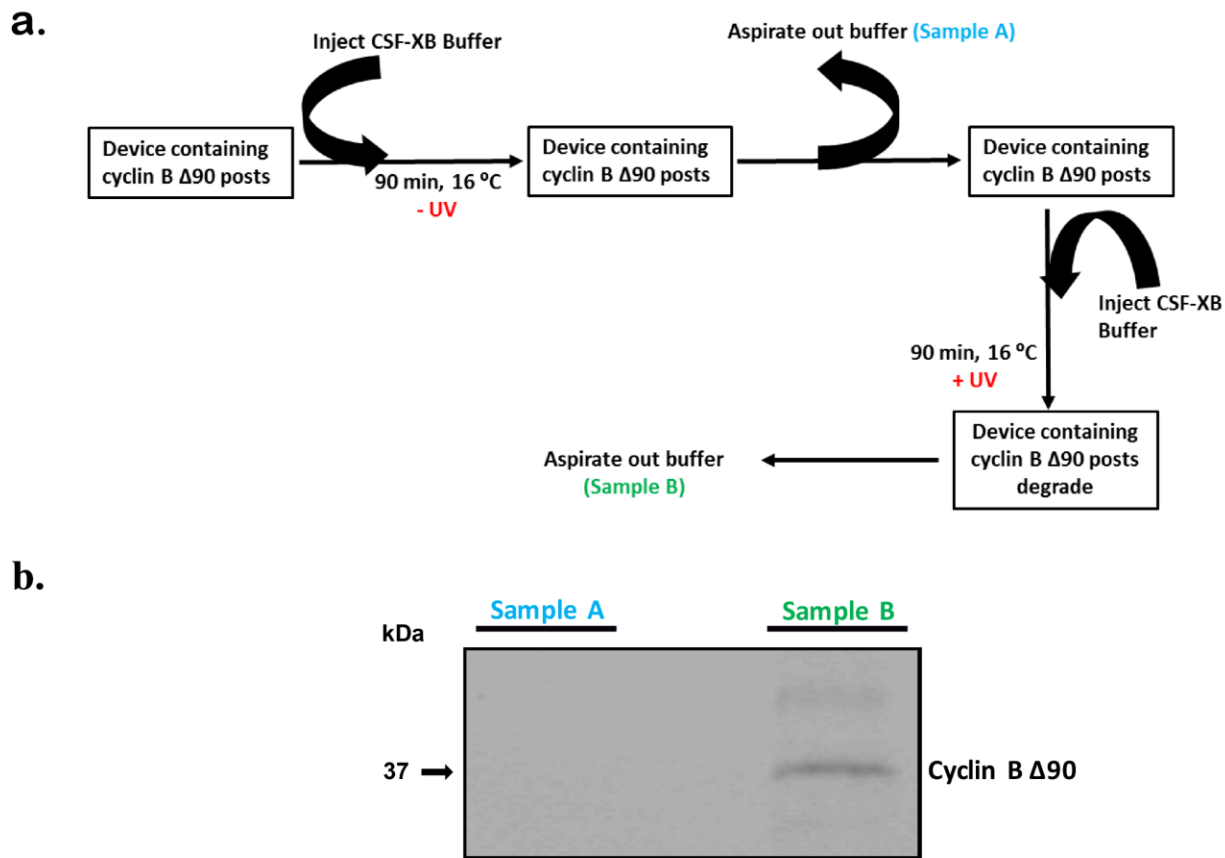 a.
Inject CSF-XB Buffer
Aspirate out buffer (Sample A)
Device containing
cyclin B Δ90 posts
90 min, 16 ⁰C
- UV
Device containing
cyclin B Δ90 posts
Device containing
cyclin B Δ90 posts
Inject CSF-XB
Buffer
90 min, 16 ⁰C
+ UV
Device containing
cyclin B Δ90 posts
degrade
Aspirate out buffer
(Sample B)
b.
Sample A
Sample B
kDa
37
Cyclin B Δ90